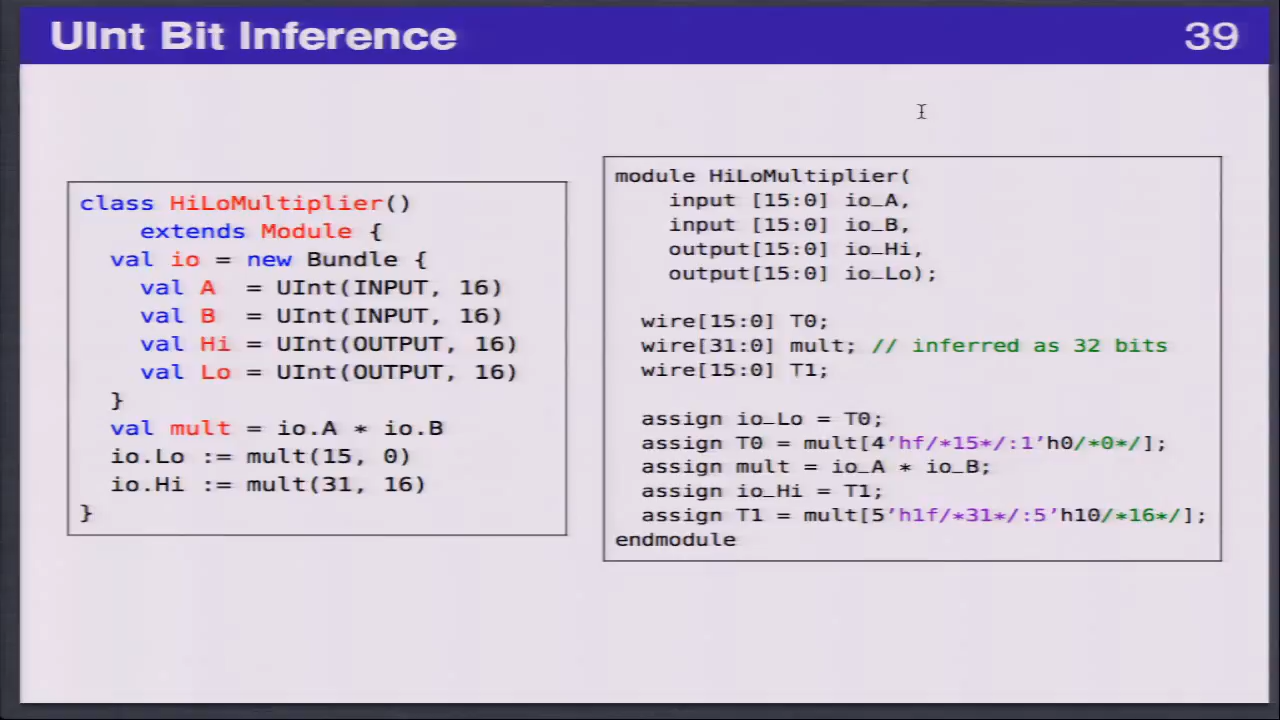 UInt Bit Inference
39
class HiLoMultiplier()
extends Module {
val io = new Bundle {
val A = UInt(INPUT, 16)
val B = UInt(INPUT, 16)
val Hi = UInt(OUTPUT, 16)
val Lo = UInt(OUTPUT, 16)
}
val mult = io.A * io.B
io.Lo := mult(15, 0)
io.Hi := mult(31, 16)
}
module HiLoMultiplier(
input [15:0] io_A,
input [15:0] io_B,
output[15:0] io_Hi,
output[15:0] io_Lo);
wire[15:0] T0;
wire[31:0] mult; // inferred as 32 bits
wire[15:0] T1;
assign io_Lo = T0;
assign T0 = mult[4'hf/*15*/:1'h0/*0*/];
assign mult = io_A * io_B;
assign io_Hi = T1;
assign T1 = mult[5'h1f/*31*/:5'h10/*16*/];
endmodule